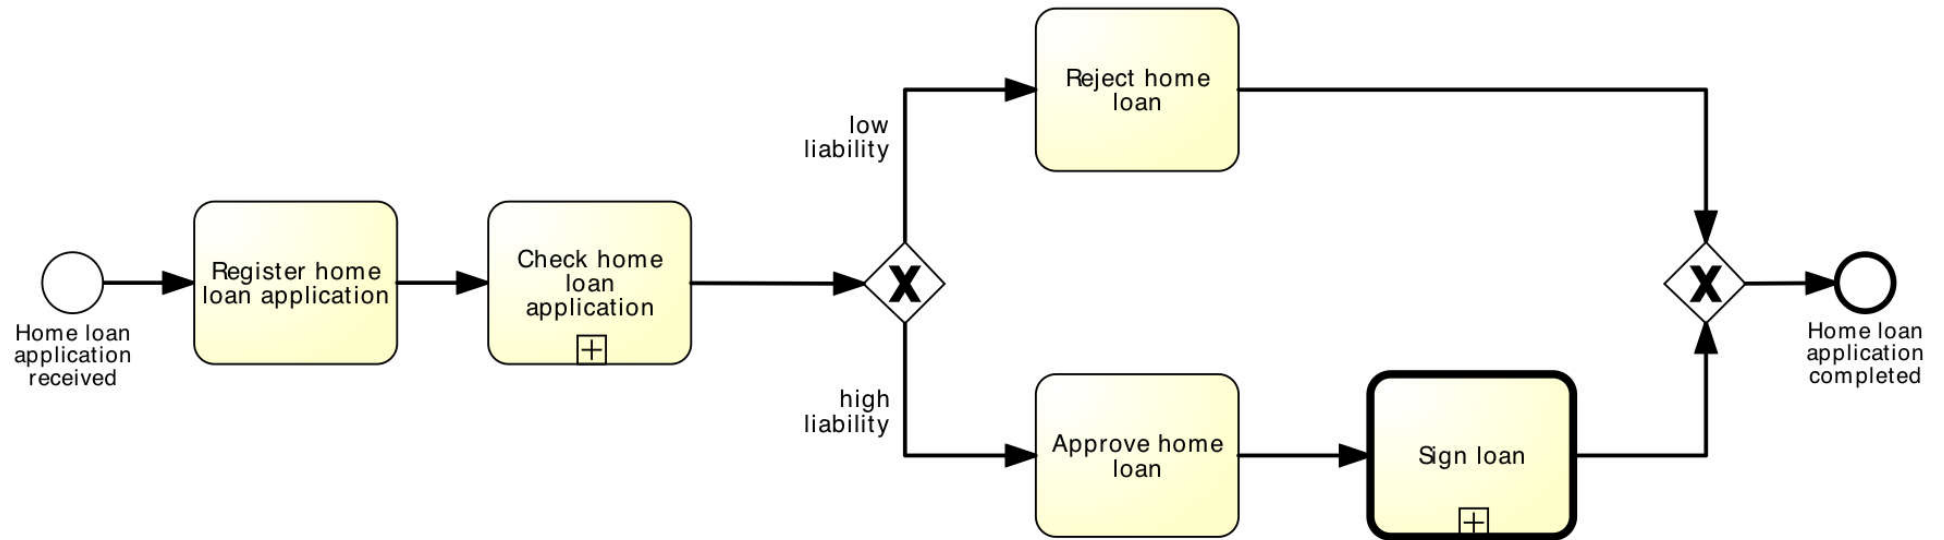 Home loan
application
received
Register home
loan application
Check home
loan
application
low
liability
high
liability
Reject home
loan
Approve home
loan
Sign loan
Home loan
application
completed